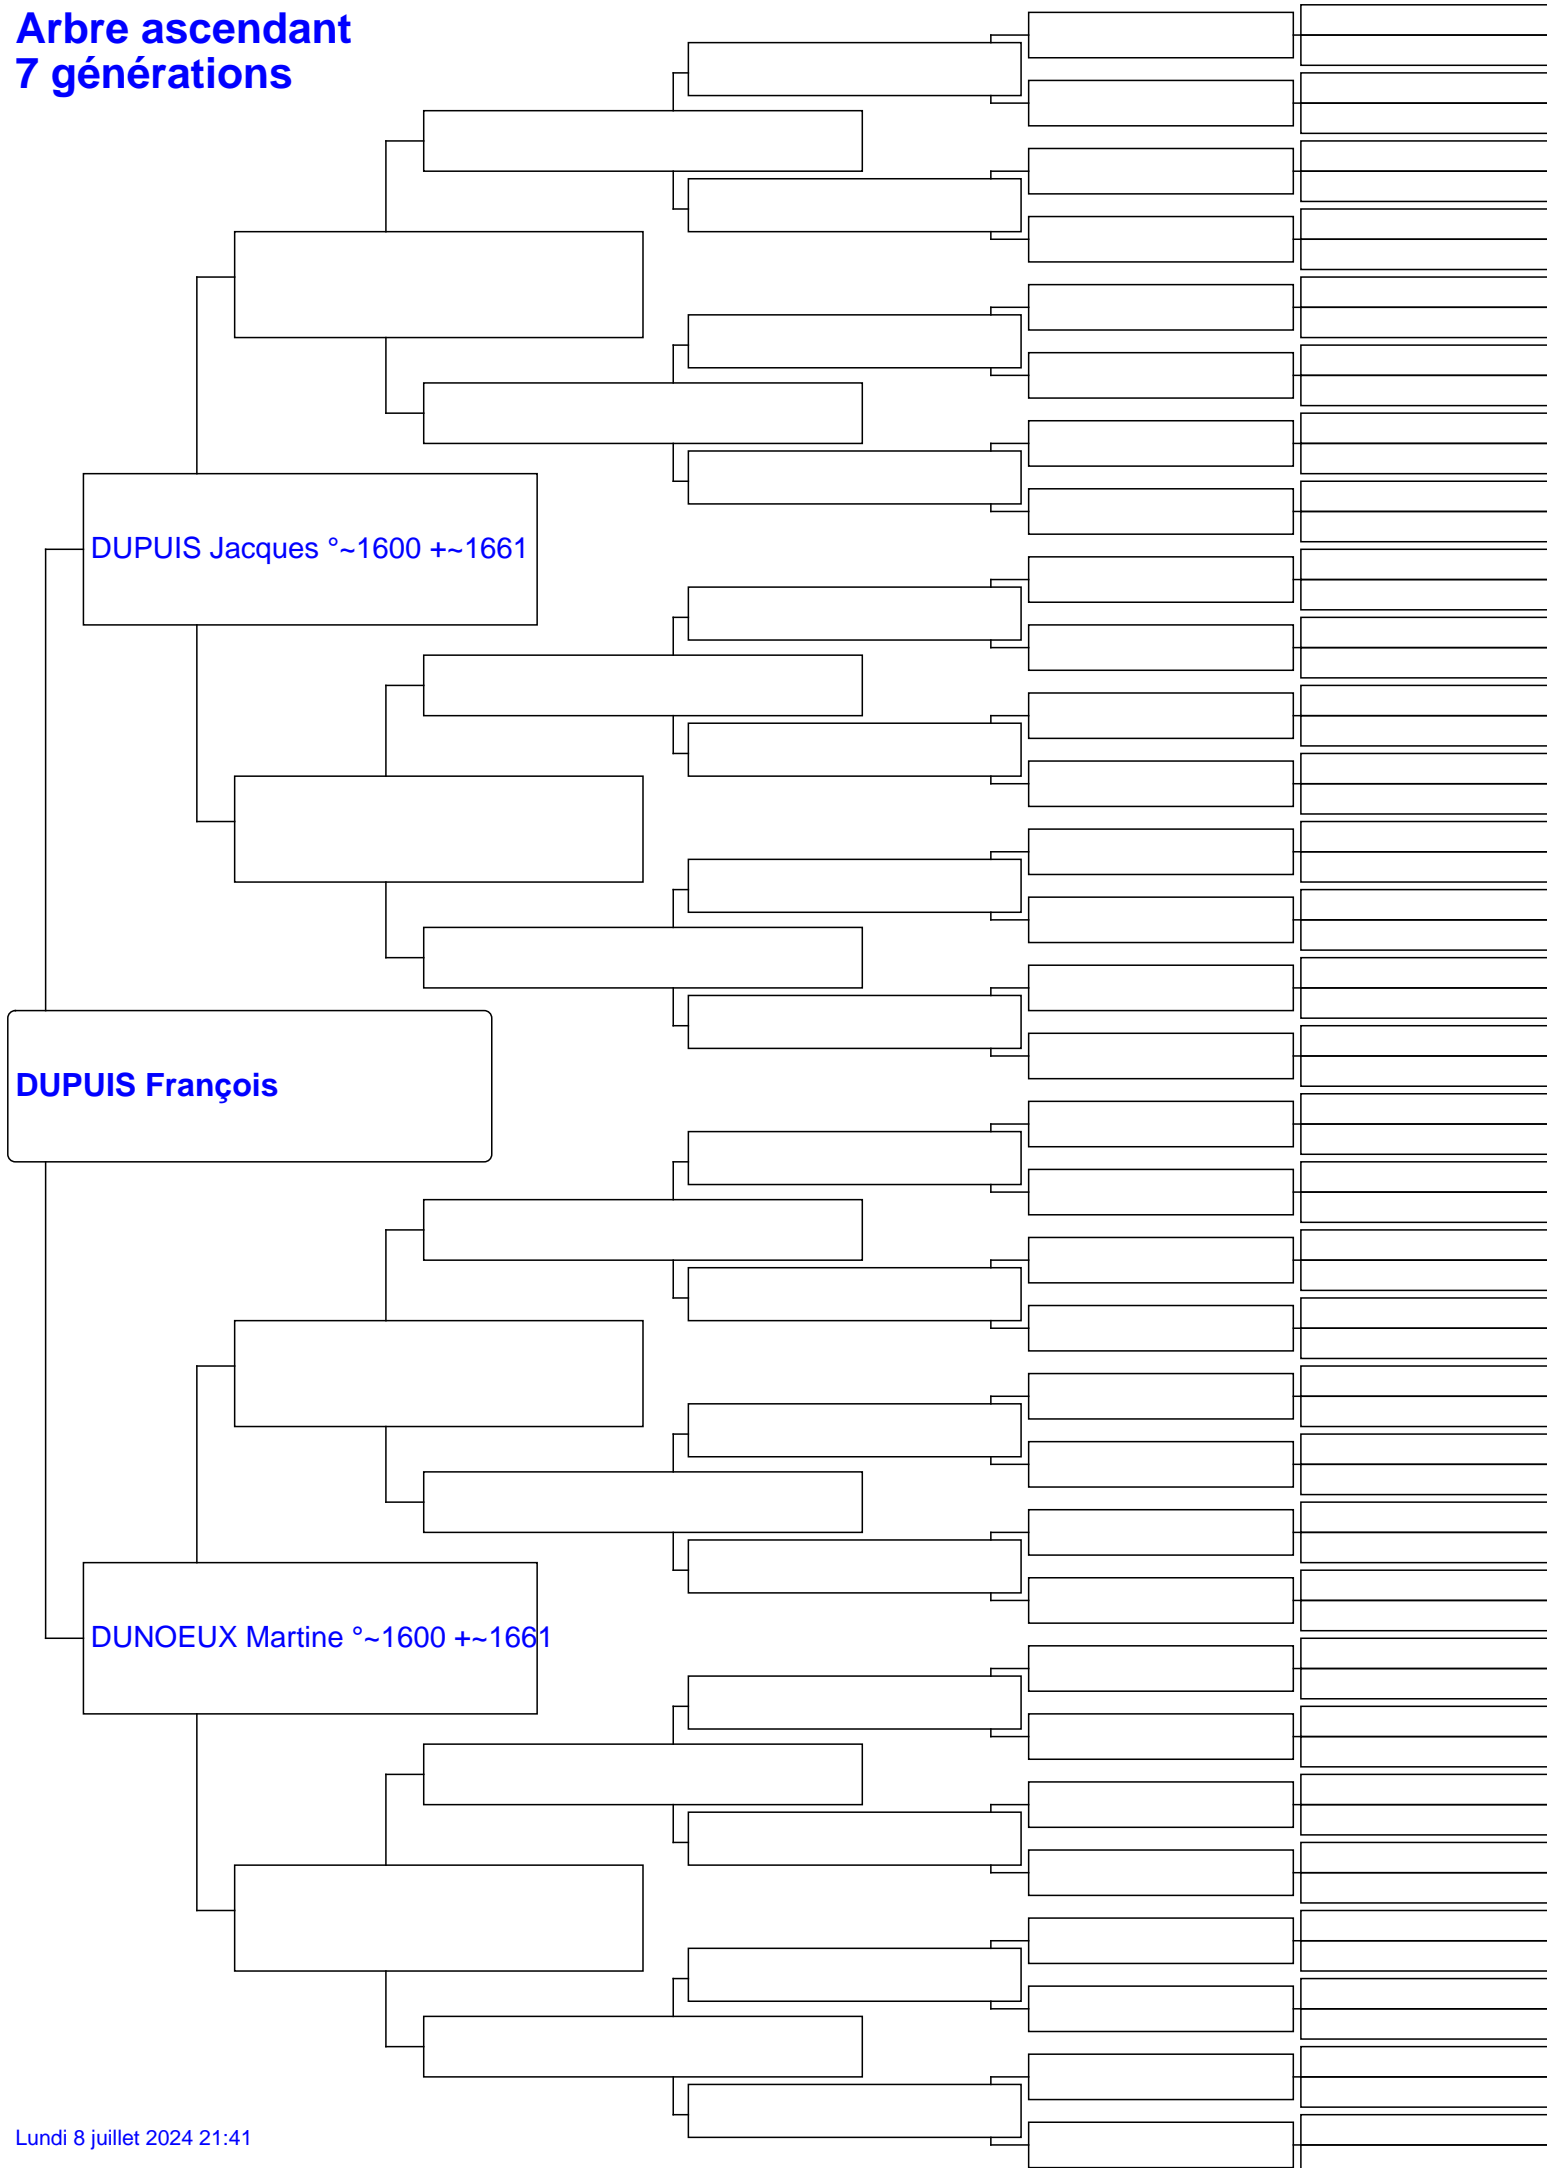 Arbre ascendant
7 générations
DUPUIS Jacques °~1600 +~1661
DUPUIS François
DUNOEUX Martine °~1600 +~1661
Lundi 8 juillet 2024 21:41